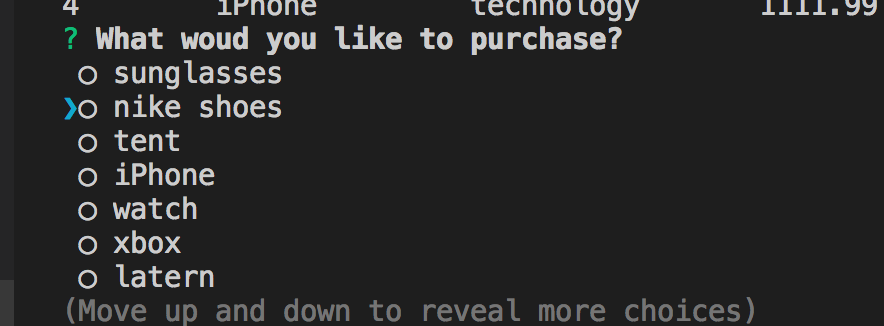 4 iPhone technology 1111.99
? What woud you like to purchase?
○ sunglasses
❯○ nike shoes
○ tent
○ iPhone
○ watch
○ xbox
○ latern
(Move up and down to reveal more choices)